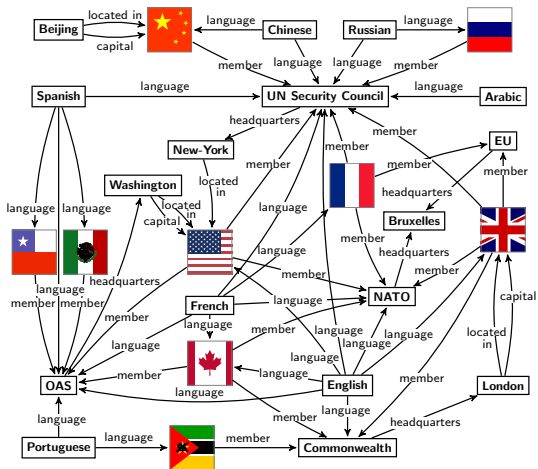 located in
Beijing
capital
language
Chinese
Russian
language
language
language
member
member
Spanish
language
UN Security Council
language
Arabic
headquarters
New-York
member
EU
member
member
member
member
Washington
located
in
located
in
capital
headquarters
Bruxelles
language
language
language
language
member
headquarters
member
member
member
headquarters
capital
language
member
member
NATO
member
French
language
language
located
in
language
language
language
language
language
member
language
member
language
OAS
English
London
language
member
language
member
headquarters
Portuguese
language
member
Commonwealth